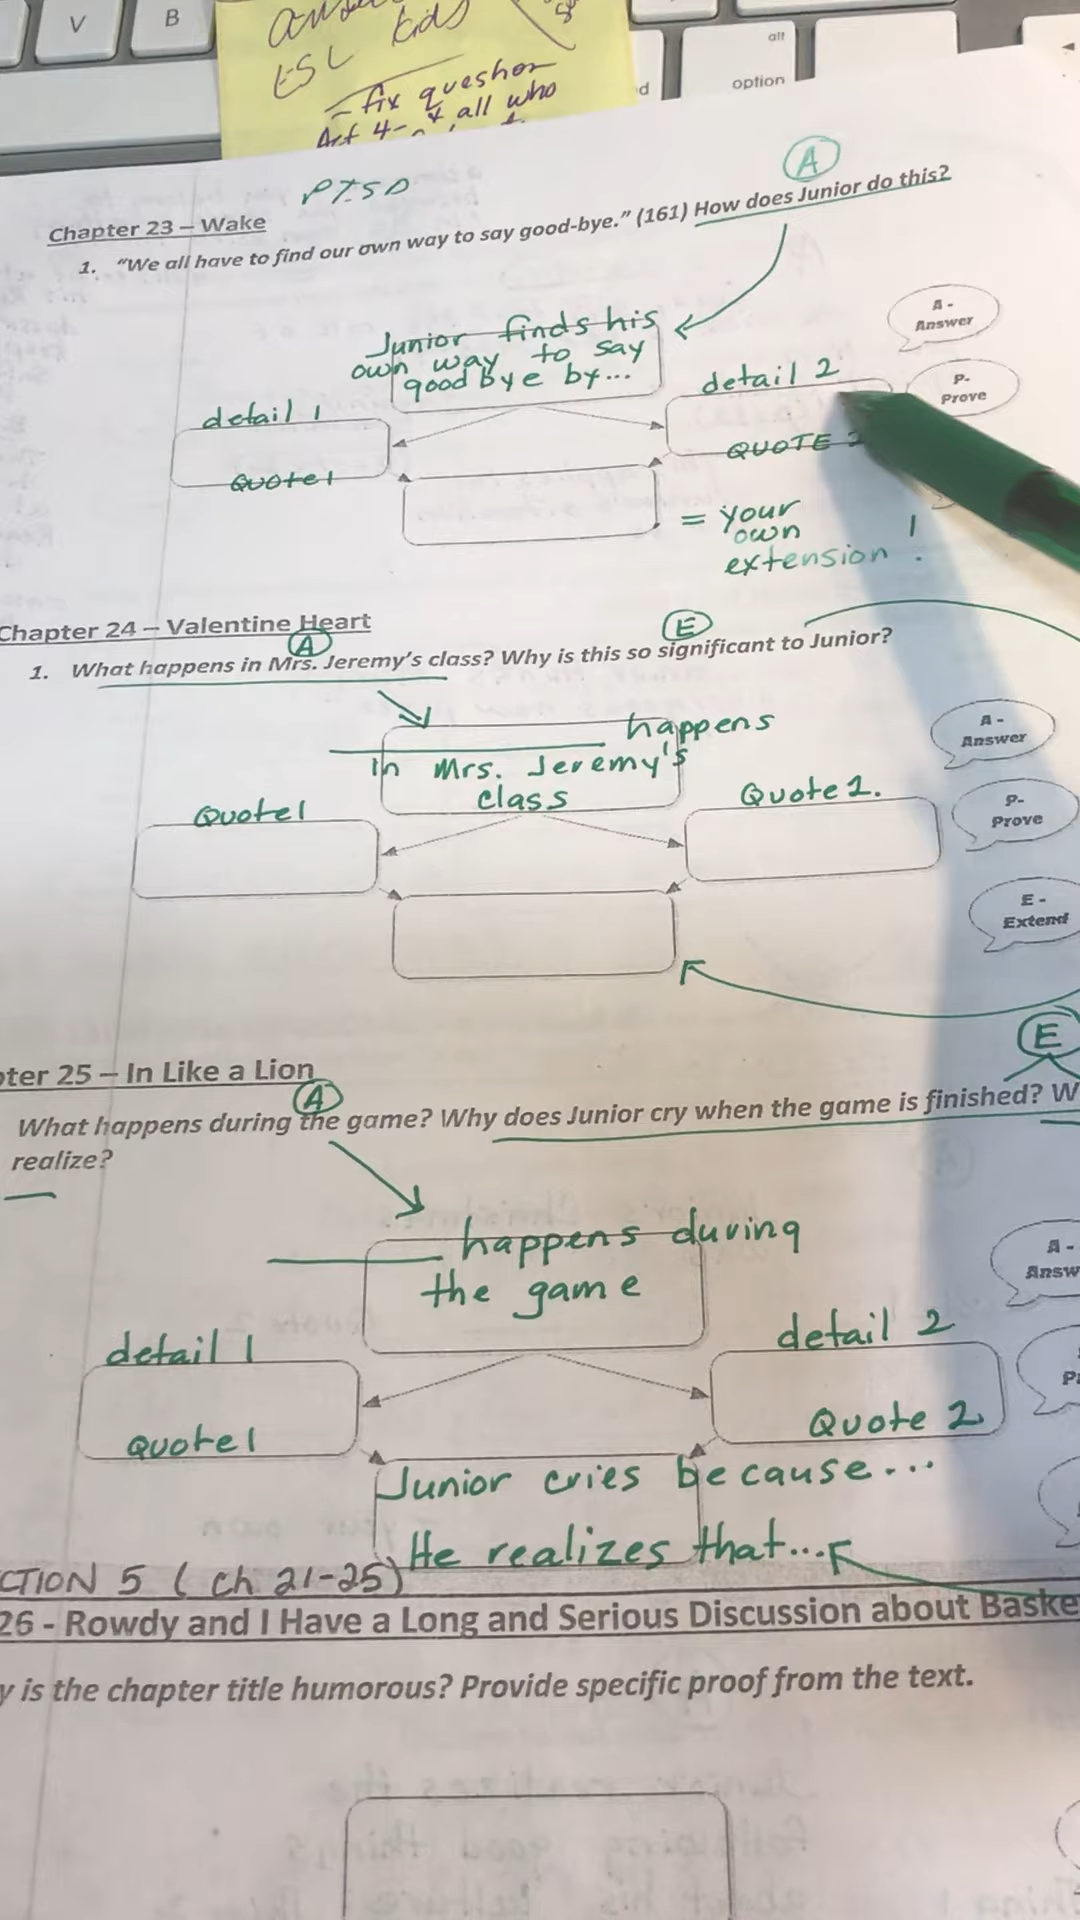 V
B
ESL Kids
alt
option
d
- fix question
Act 4- & all who
PTSD
A
Chapter 23 – Wake
1. "We all have to find our own way to say good-bye." (161) How does Junior do this?
Junior finds his
own way to say
good bye by...
A -
Answer
detail 1
detail 2
P-
Prove
Quote 1
QUOTE 2
= your
own
extension !
Chapter 24 – Valentine Heart
A
E
1. What happens in Mrs. Jeremy's class? Why is this so significant to Junior?
happens
in Mrs. Jeremy's
class
A -
Answer
Quote 1
Quote 2.
P-
Prove
E -
Extend
E
pter 25 – In Like a Lion
A
What happens during the game? Why does Junior cry when the game is finished? W
realize?
happens during
the game
A -
Answ
detail 1
detail 2
Quote 1
Quote 2
Junior cries because...
He realizes that...
CTION 5 ( Ch 21-25)
26 - Rowdy and I Have a Long and Serious Discussion about Baske
y is the chapter title humorous? Provide specific proof from the text.